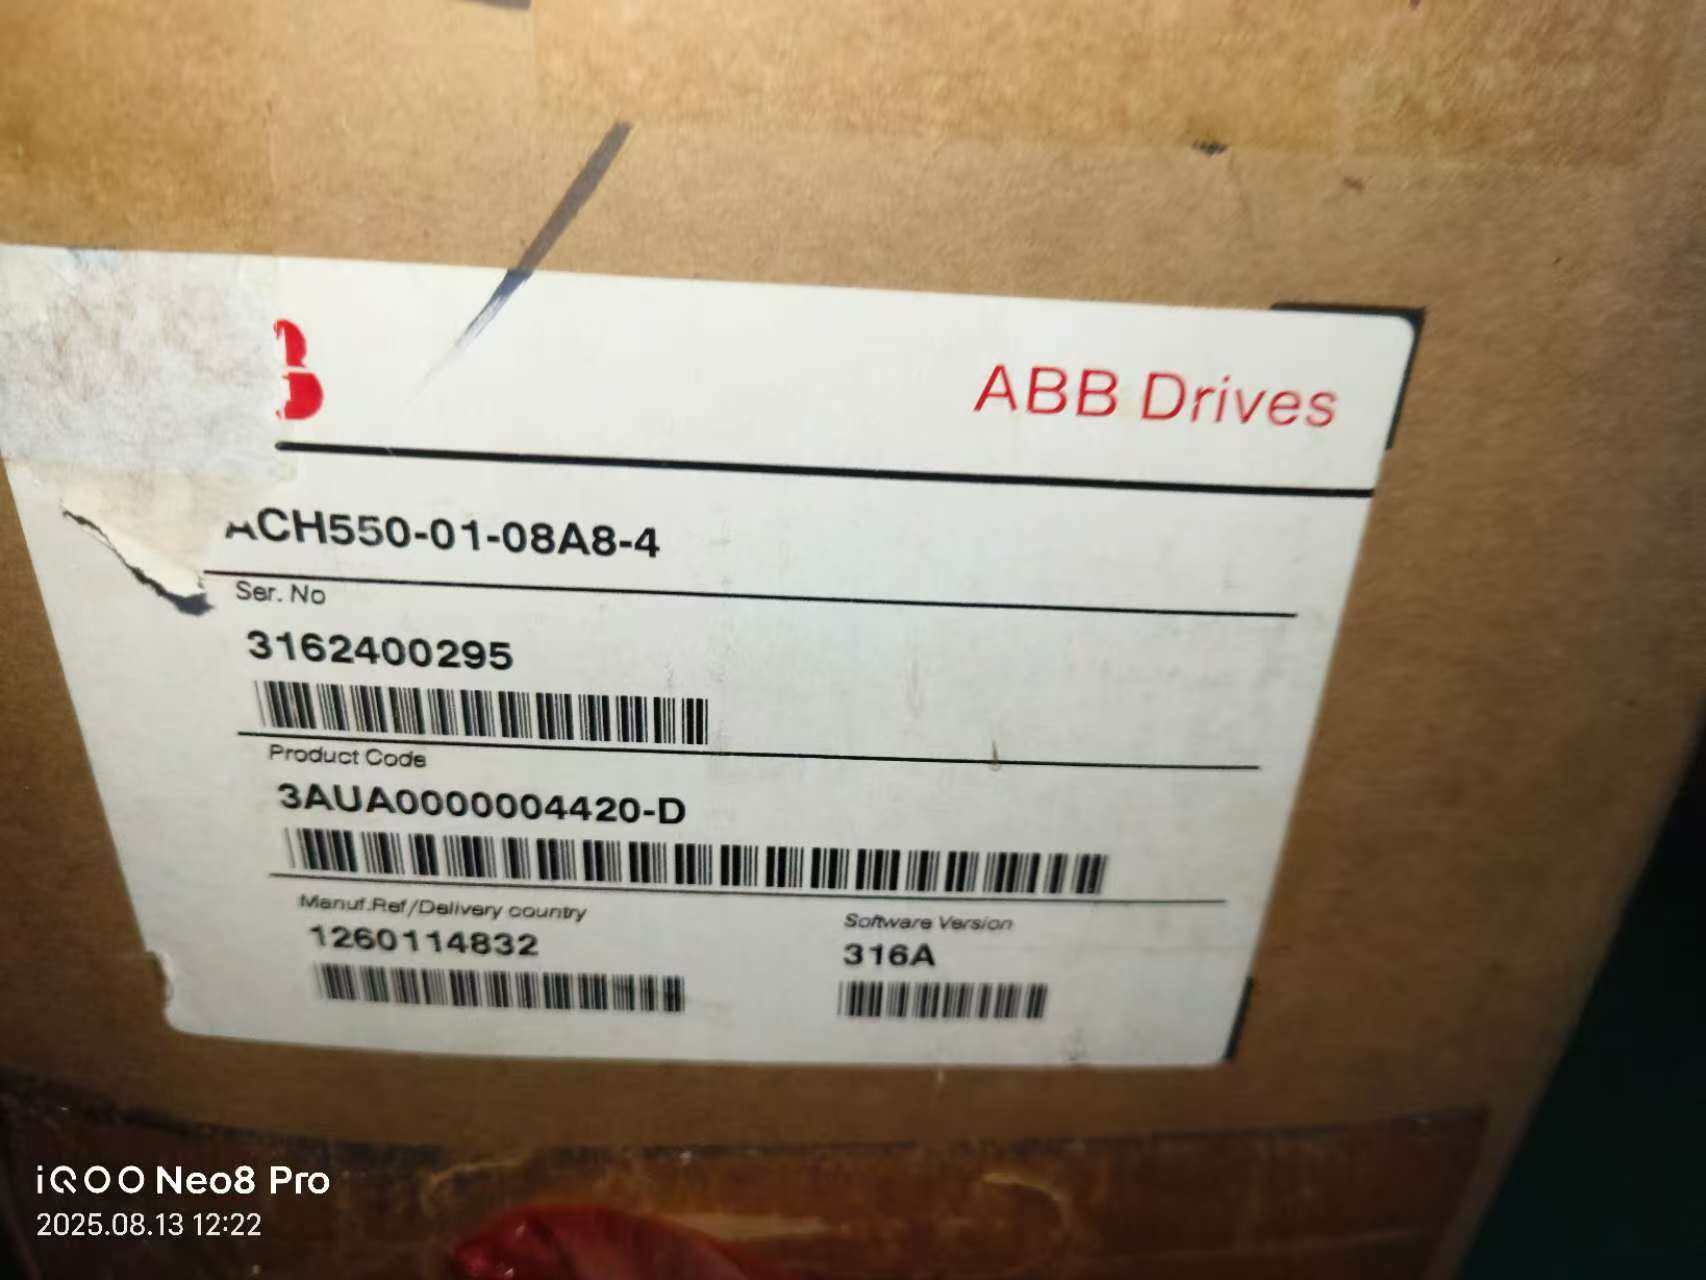 B
ABB Drives
ACH550-01-08A8-4
Ser. No
3162400295
Product Code
3AUA0000004420-D
Manuf.Ref/Delivery country
1260114832
Software Version
316A
iQOO Neo8 Pro
2025.08.13 12:22